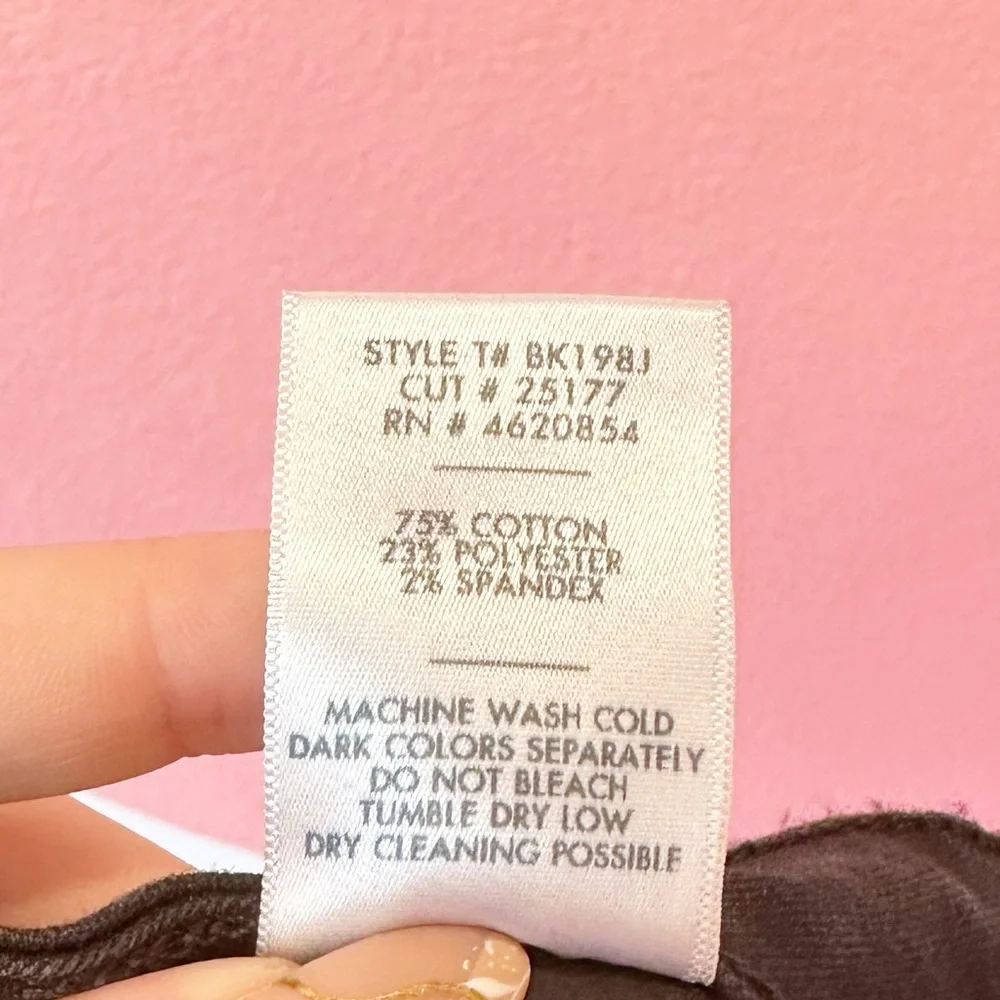 STYLE T# BK198J
CUT # 25177
RN # 4620854
75% COTTON
23% POLYESTER
2% SPANDEX
MACHINE WASH COLD
DARK COLORS SEPARATELY
DO NOT BLEACH
TUMBLE DRY LOW
DRY CLEANING POSSIBLE